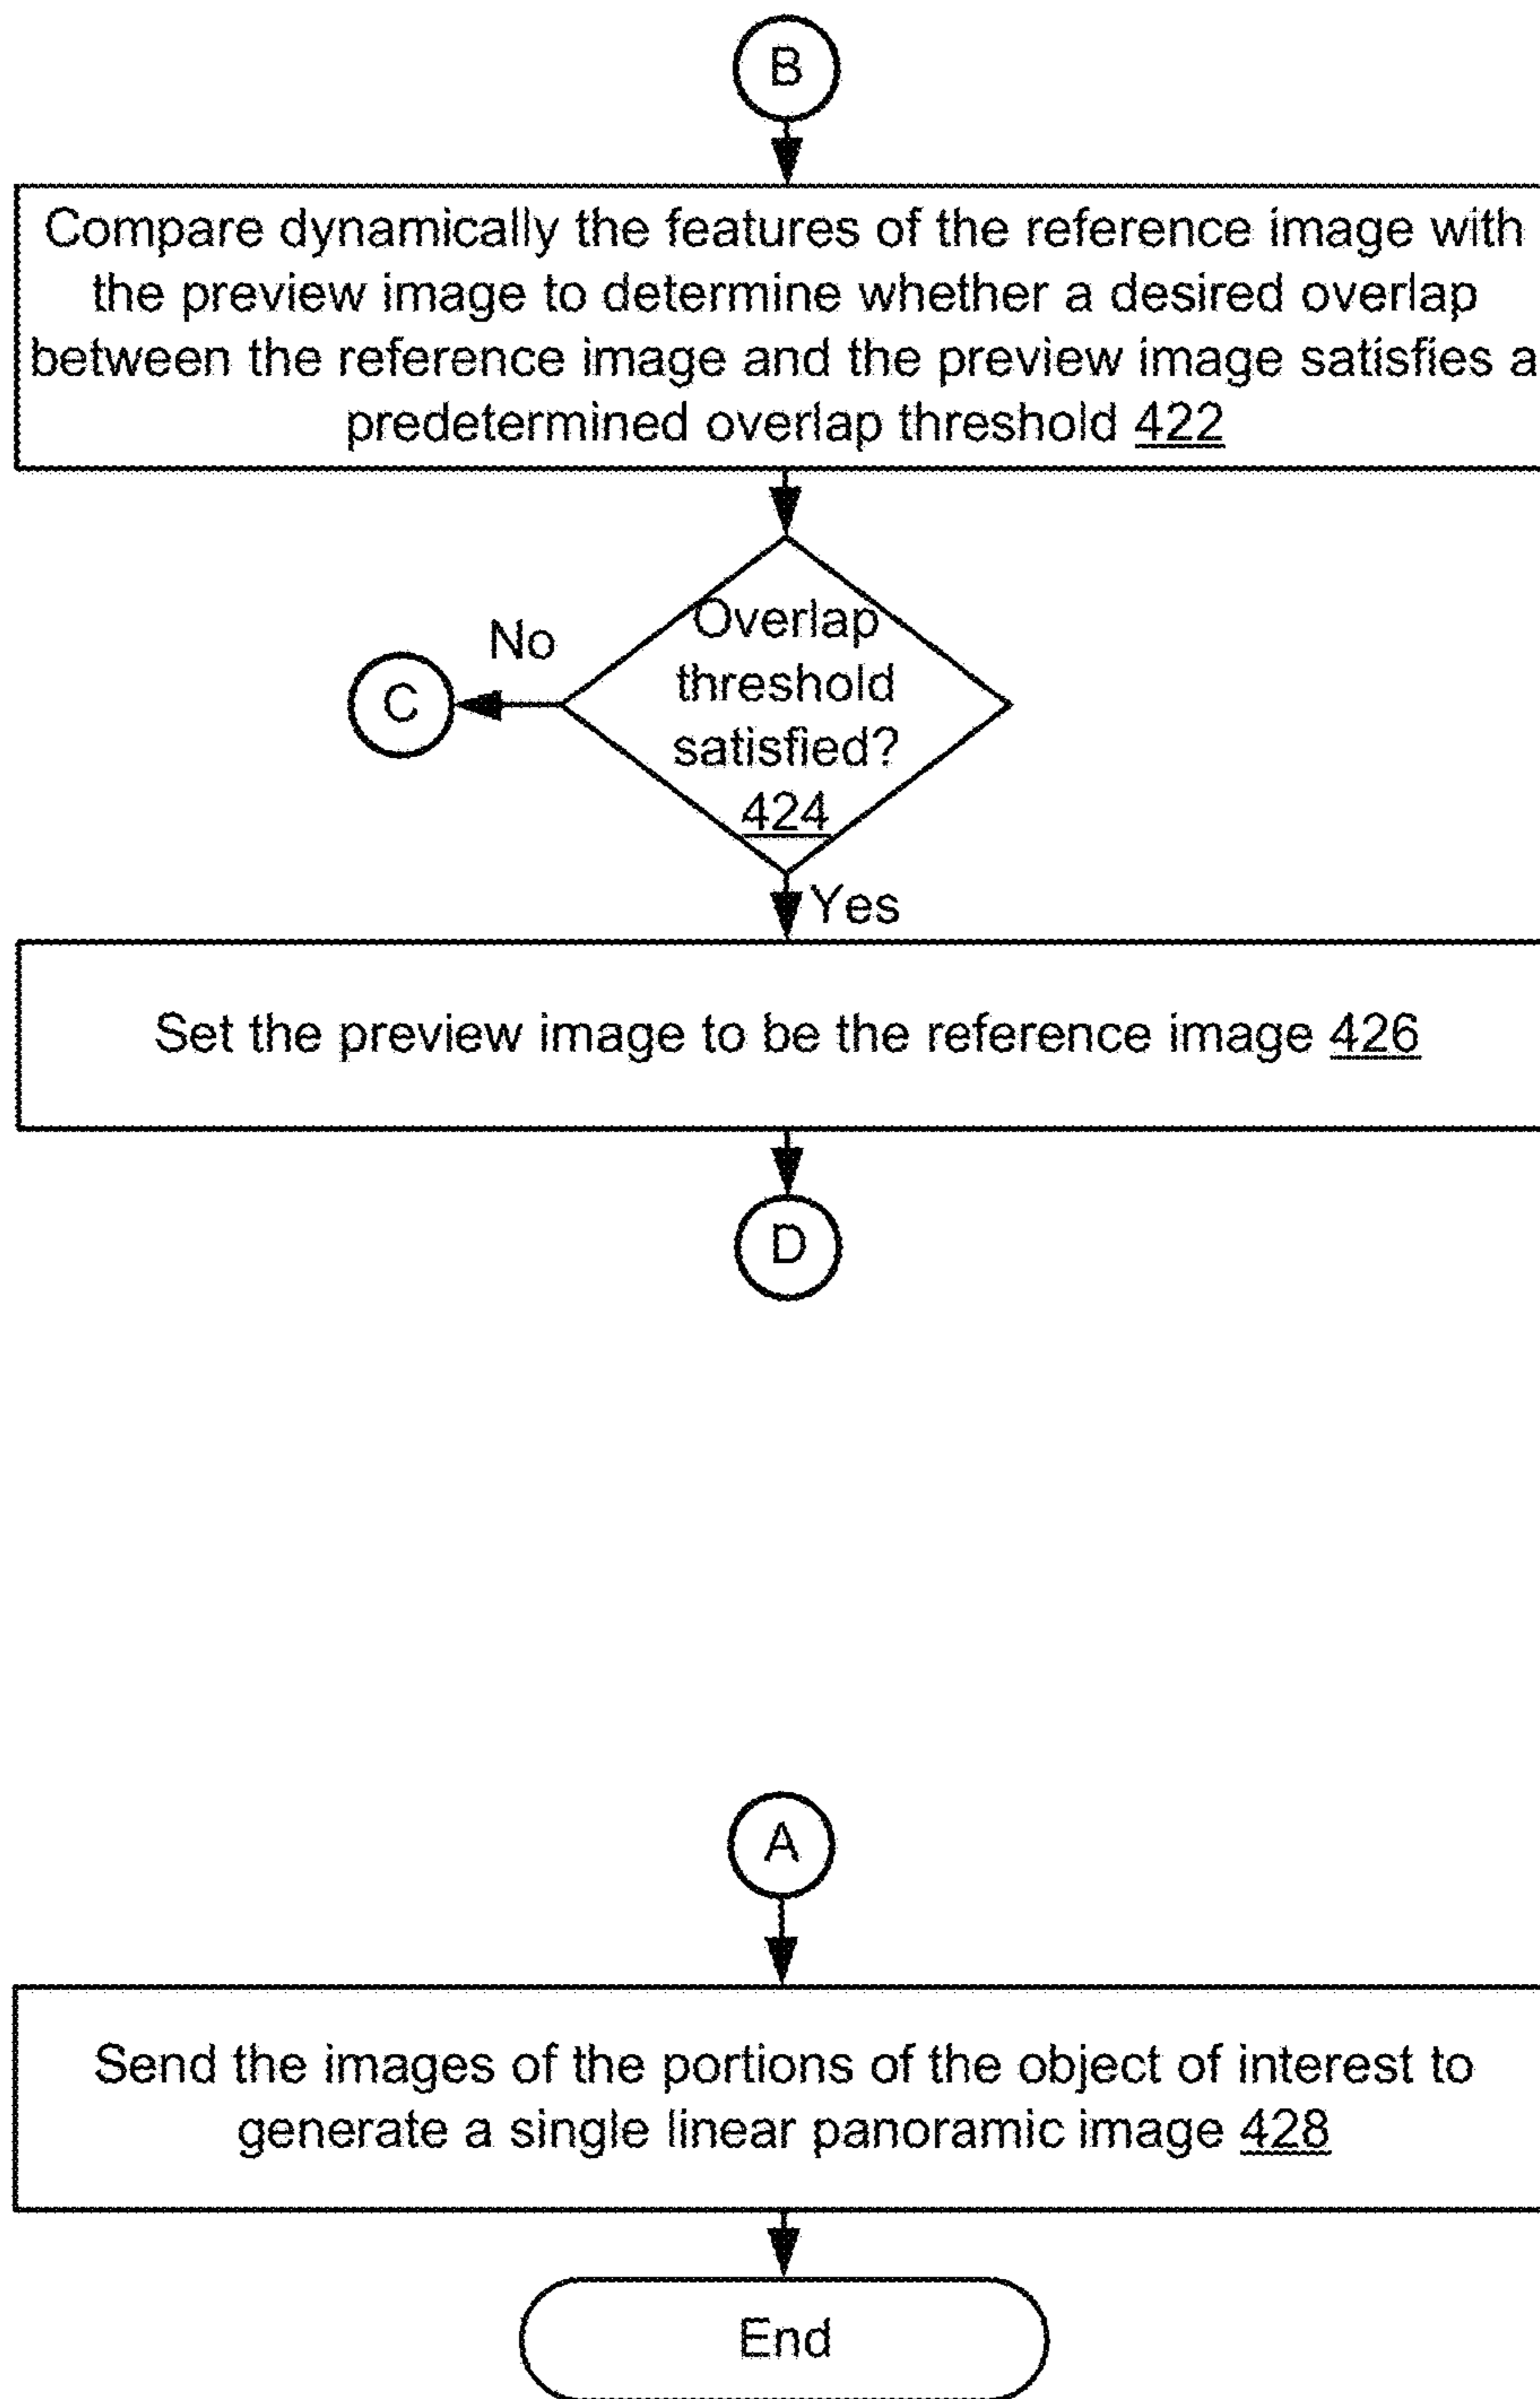 B
Compare dynamically the features of the reference image with
the preview image to determine whether a desired overlap
between the reference image and the preview image satisfies a
predetermined overlap threshold 422
No
Overlap
threshold
satisfied?
424
C
Yes
Set the preview image to be the reference image 426
D
A
Send the images of the portions of the object of interest to
generate a single linear panoramic image 428
End